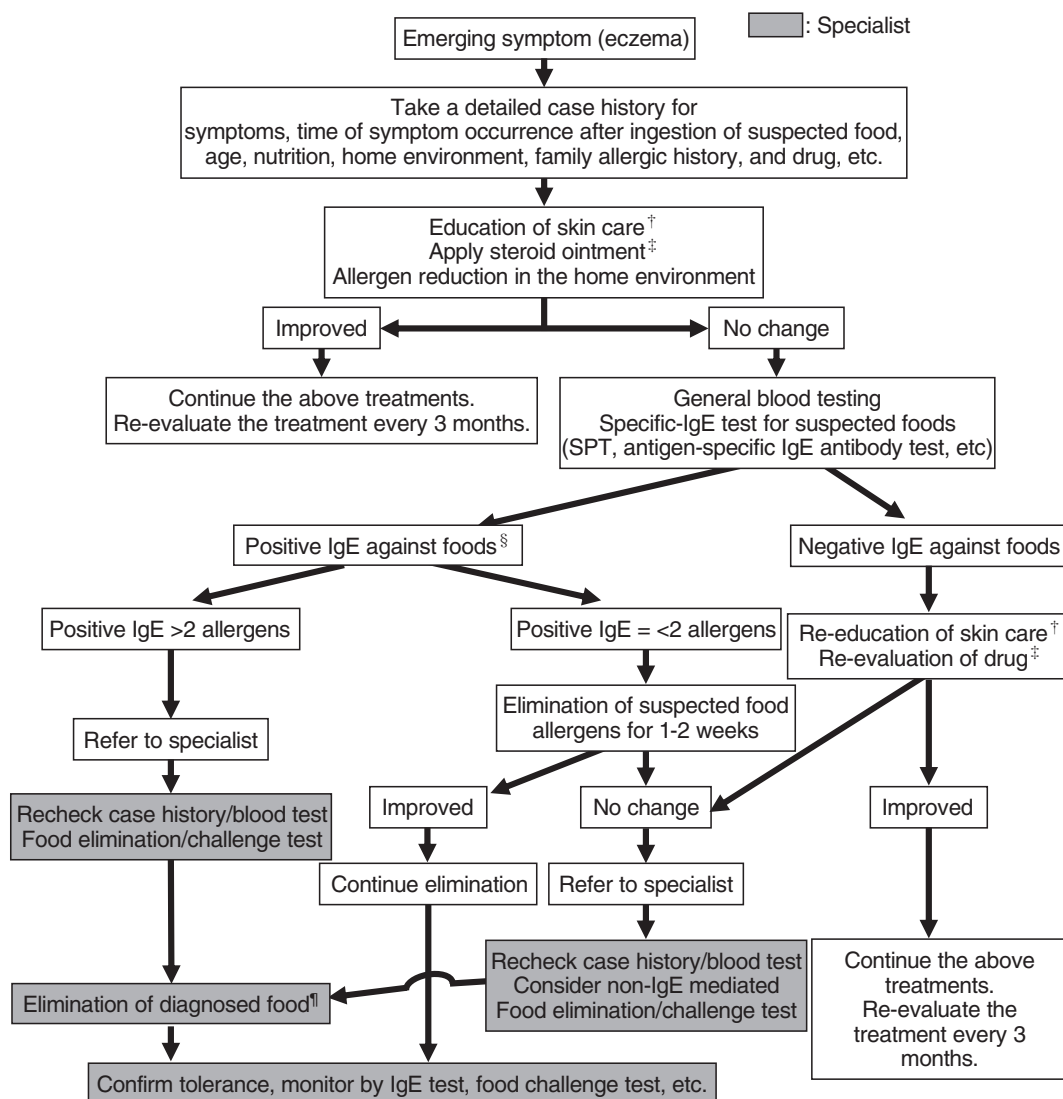 : Specialist
Emerging symptom (eczema)
Take a detailed case history for
symptoms, time of symptom occurrence after ingestion of suspected food,
age, nutrition, home environment, family allergic history, and drug, etc.
Education of skin care†
Apply steroid ointment‡
Allergen reduction in the home environment
Improved
No change
Continue the above treatments.
Re-evaluate the treatment every 3 months.
General blood testing
Specific-IgE test for suspected foods
(SPT, antigen-specific IgE antibody test, etc)
Positive IgE against foods§
Negative IgE against foods
Positive IgE >2 allergens
Positive IgE = <2 allergens
Re-education of skin care†
Re-evaluation of drug‡
Elimination of suspected food
allergens for 1-2 weeks
Refer to specialist
Recheck case history/blood test
Food elimination/challenge test
Improved
No change
Improved
Continue elimination
Refer to specialist
Recheck case history/blood test
Consider non-IgE mediated
Food elimination/challenge test
Continue the above
treatments.
Re-evaluate the
treatment every 3
months.
Elimination of diagnosed food¶
Confirm tolerance, monitor by IgE test, food challenge test, etc.